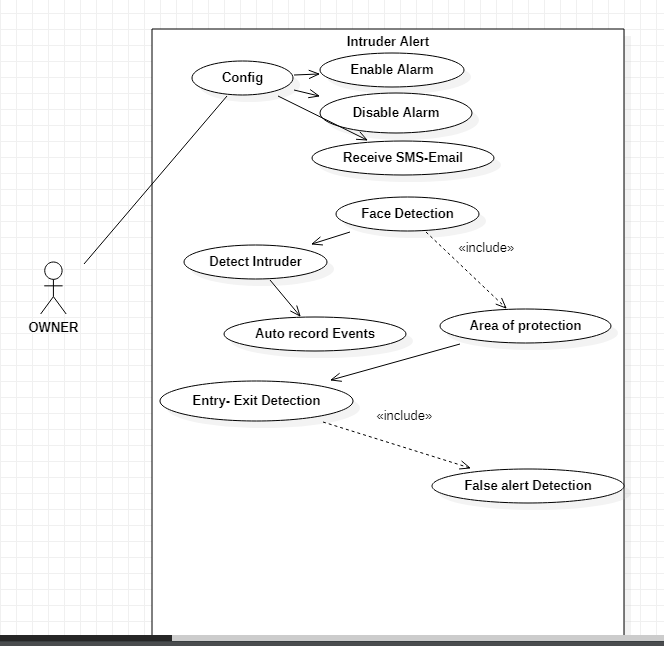 Intruder Alert
Config
Enable Alarm
Disable Alarm
Receive SMS-Email
Face Detection
«include»
Detect Intruder
OWNER
Auto record Events
Area of protection
Entry- Exit Detection
«include»
False alert Detection